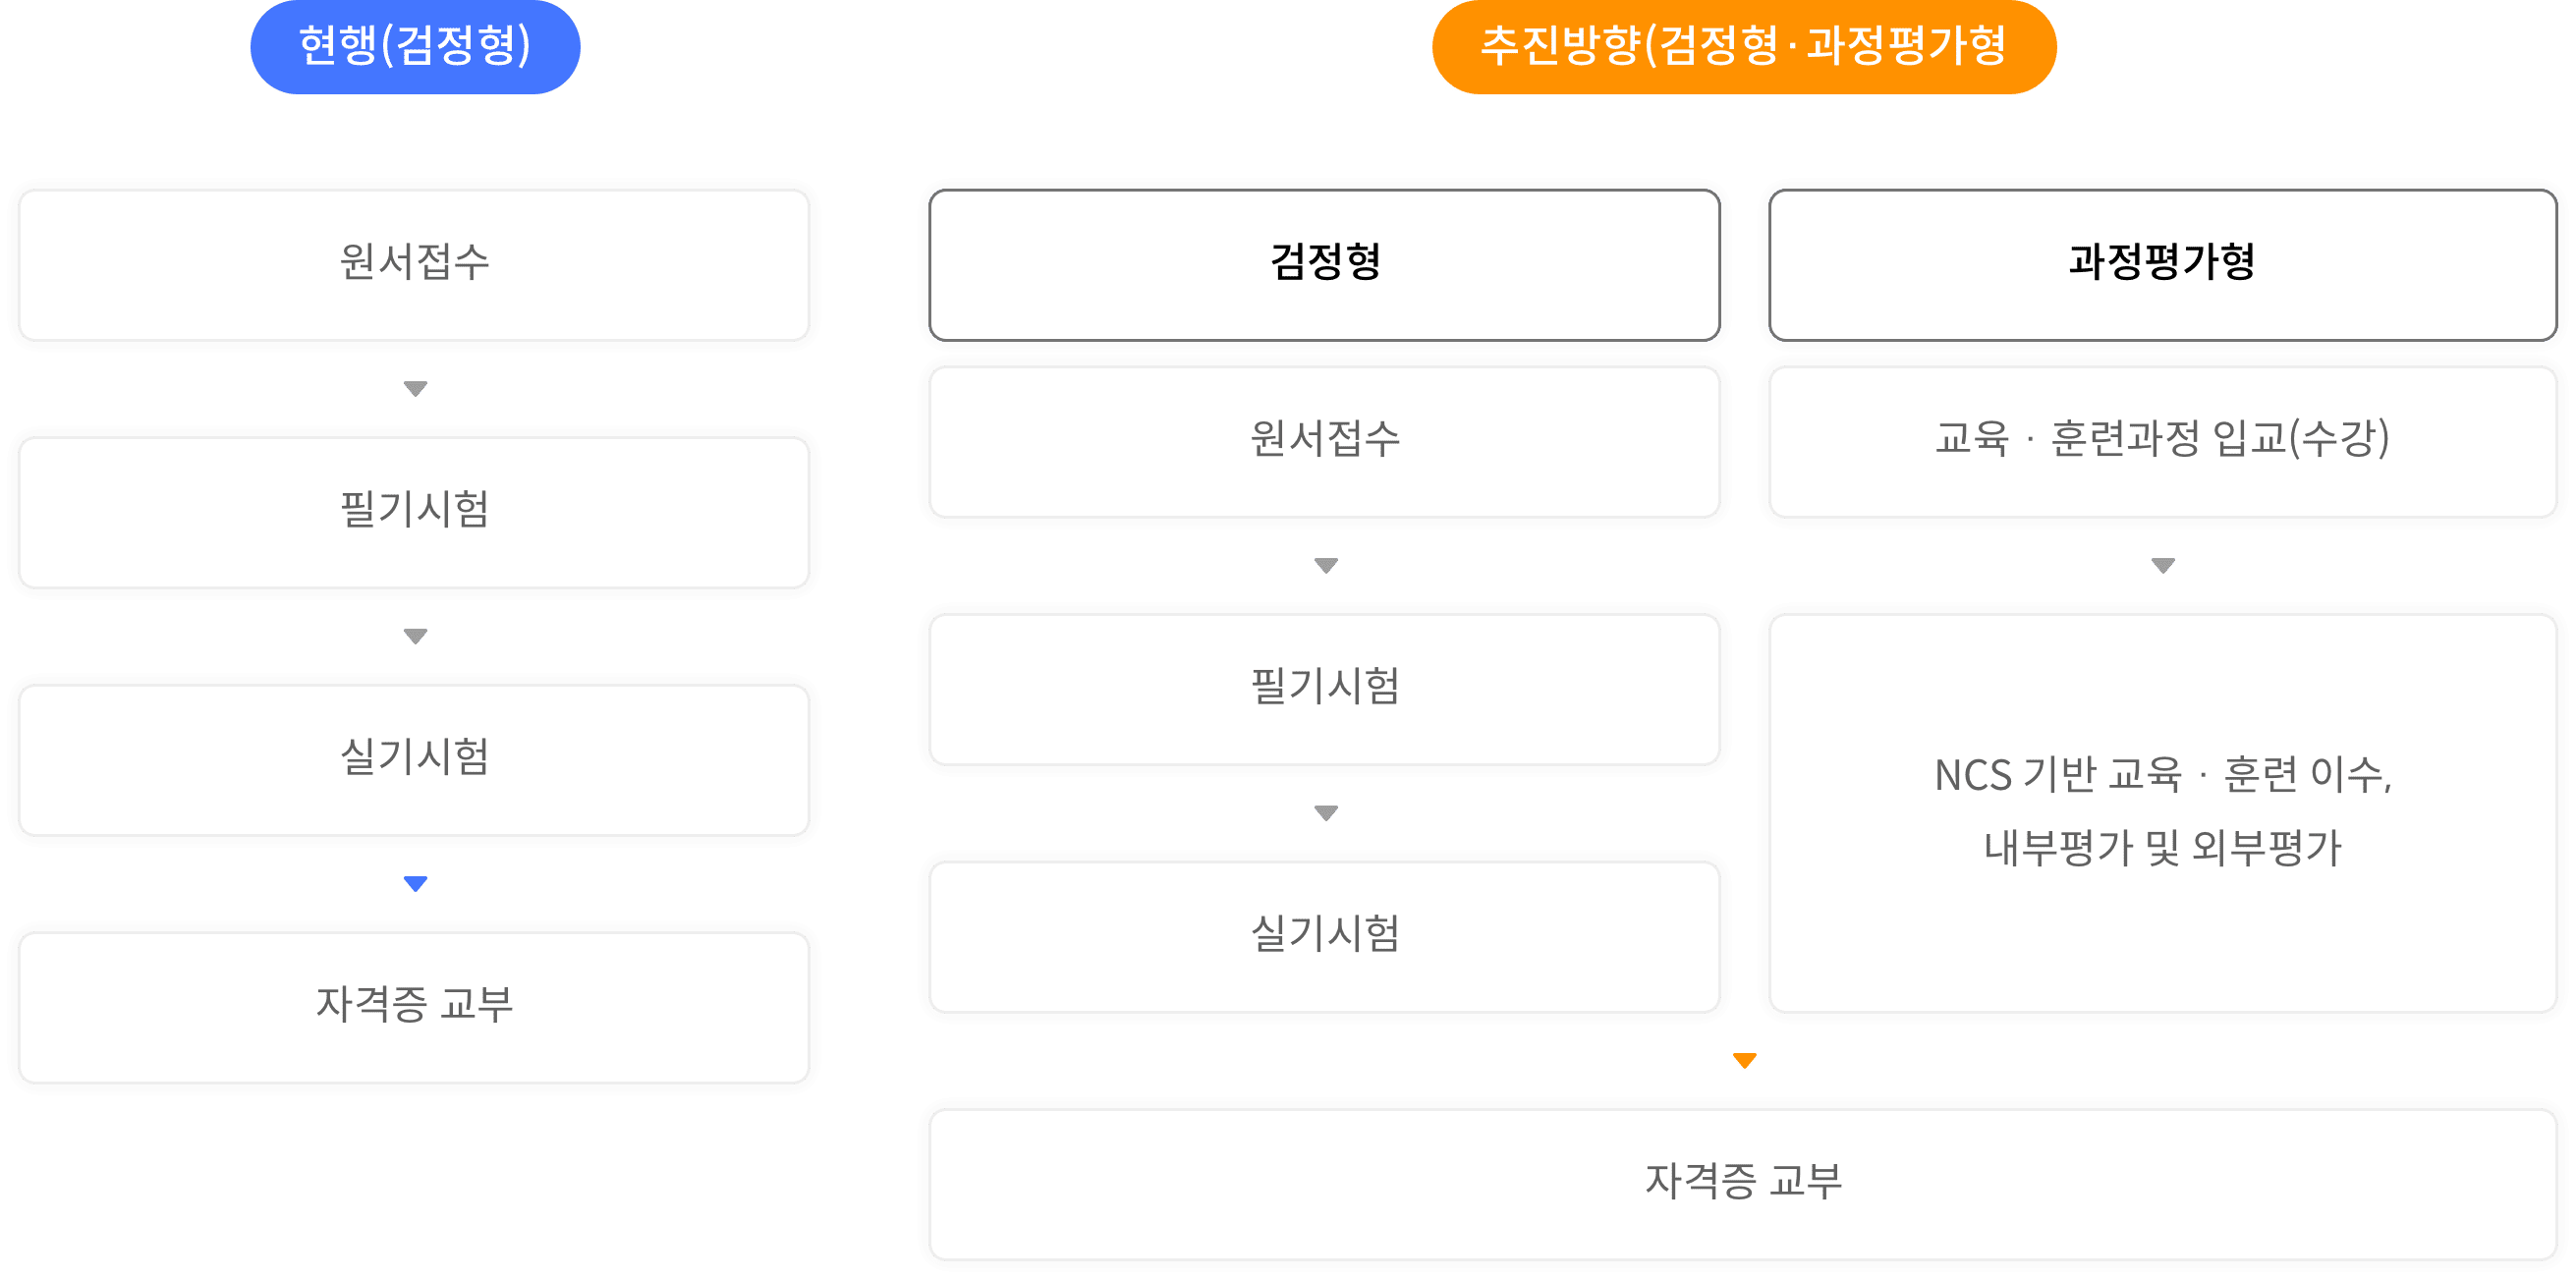 현행(검정형)
원서접수
필기시험
실기시험
자격증 교부
추진방향(검정형·과정평가형
검정형
원서접수
필기시험
실기시험
과정평가형
교육 · 훈련과정 입교(수강)
NCS 기반 교육 · 훈련 이수,
내부평가 및 외부평가
자격증 교부